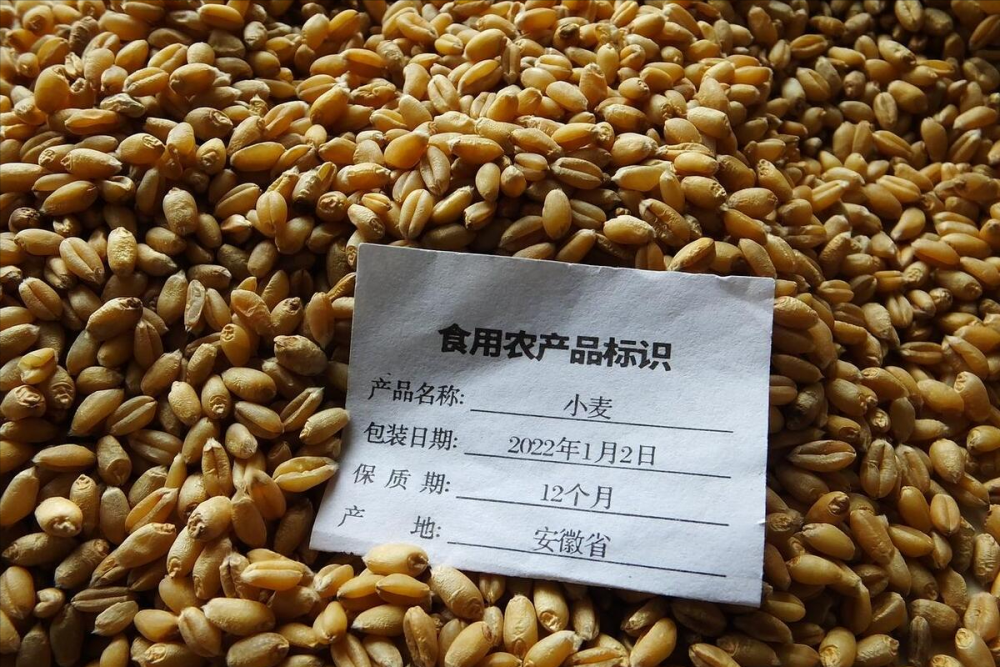 食用农产品标识
产品名称: 小麦
包装日期: 2022年1月2日
保 质 期: 12个月
产 地: 安徽省